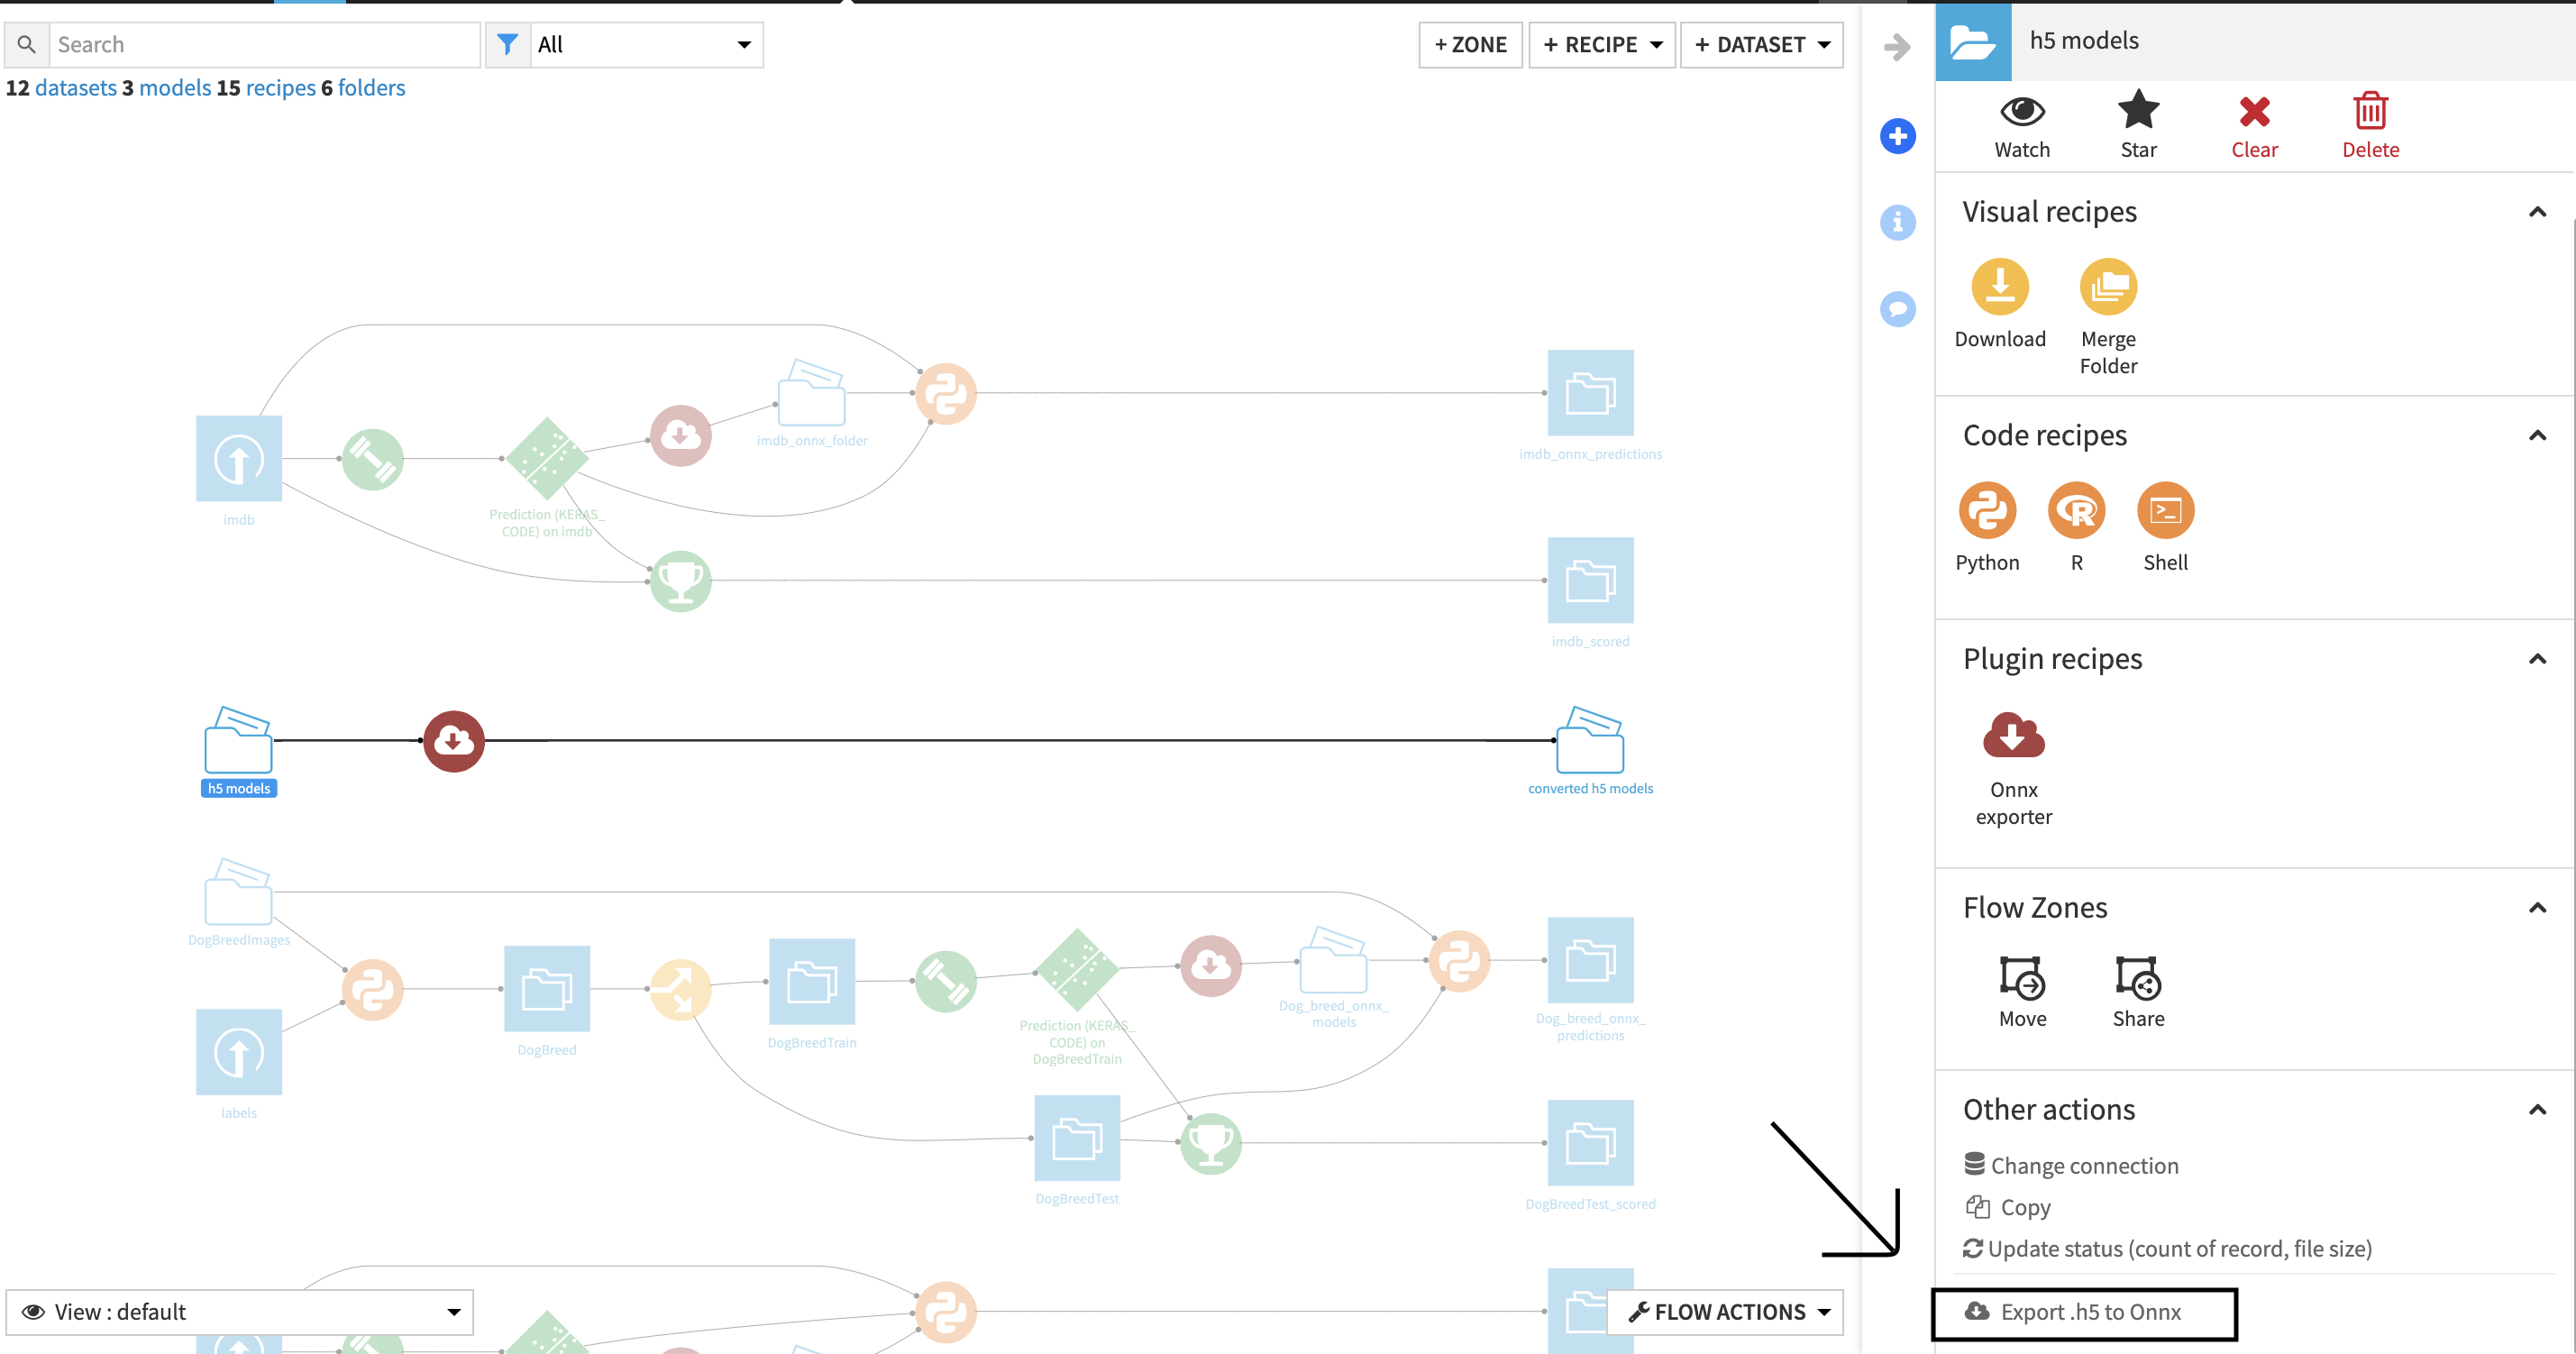 Search
All
+ ZONE
+ RECIPE
+ DATASET
12 datasets 3 models 15 recipes 6 folders
imdb
Prediction (KERAS_
CODE) on imdb
imdb_onnx_folder
imdb_onnx_predictions
imdb_scored
h5 models
converted h5 models
DogBreedImages
labels
DogBreed
DogBreedTrain
Prediction (KERAS_
CODE) on
DogBreedTrain
Dog_breed_onnx_
models
Dog_breed_onnx_
predictions
DogBreedTest
DogBreedTest_scored
View : default
FLOW ACTIONS
h5 models
Watch
Star
Clear
Delete
Visual recipes
Download
Merge
Folder
Code recipes
Python
R
Shell
Plugin recipes
Onnx
exporter
Flow Zones
Move
Share
Other actions
Change connection
Copy
Update status (count of record, file size)
Export .h5 to Onnx